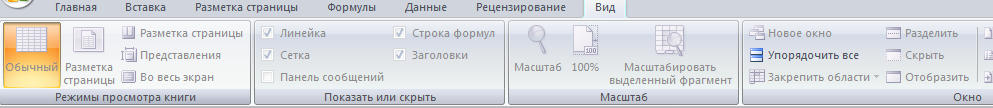 Главная Вставка Разметка страницы Формулы Данные Рецензирование Вид
Обычный
Разметка страницы
Разметка страницы
Представления
Во весь экран
Режимы просмотра книги
Линейка
Сетка
Панель сообщений
Строка формул
Заголовки
Показать или скрыть
Масштаб
100%
Масштабировать
выделенный фрагмент
Масштаб
Новое окно
Упорядочить все
Закрепить области
Разделить
Скрыть
Отобразить
Окно